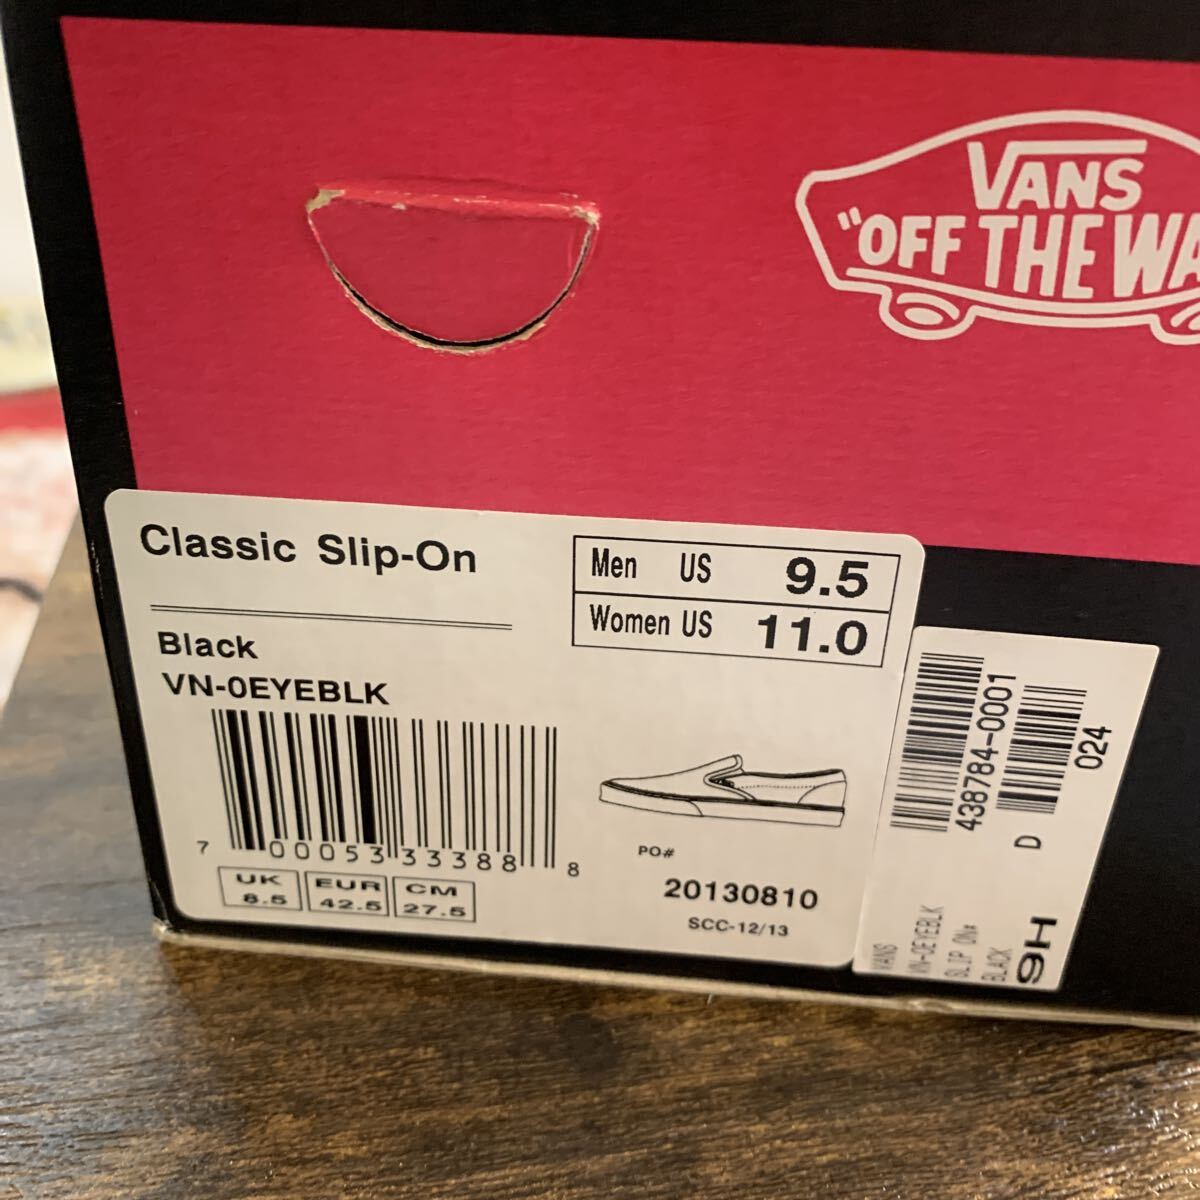 VANS
"OFF THE WA
Classic Slip-On
Men US 9.5
Women US 11.0
Black
VN-0EYEBLK
7 00053 33388 8
UK 8.5
EUR 42.5
CM 27.5
PO#
20130810
SCC-12/13
438784-0001
D 024
VANS
VN-0EYEBLK
SLIP ON#
BLACK
9H